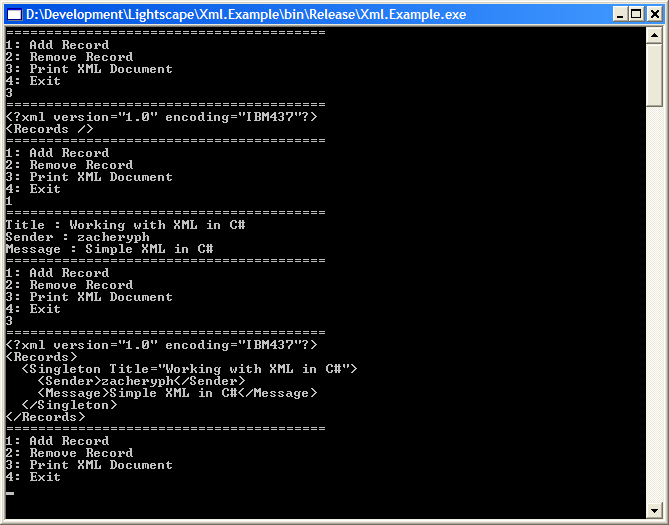 D:\Development\Lightscape\Xml.Example\bin\Release\Xml.Example.exe
========================================
1: Add Record
2: Remove Record
3: Print XML Document
4: Exit
3
========================================
<?xml version="1.0" encoding="IBM437"?>
<Records />
========================================
1: Add Record
2: Remove Record
3: Print XML Document
4: Exit
1
========================================
Title : Working with XML in C#
Sender : zacheryph
Message : Simple XML in C#
========================================
1: Add Record
2: Remove Record
3: Print XML Document
4: Exit
3
========================================
<?xml version="1.0" encoding="IBM437"?>
<Records>
  <Singleton Title="Working with XML in C#">
    <Sender>zacheryph</Sender>
    <Message>Simple XML in C#</Message>
  </Singleton>
</Records>
========================================
1: Add Record
2: Remove Record
3: Print XML Document
4: Exit